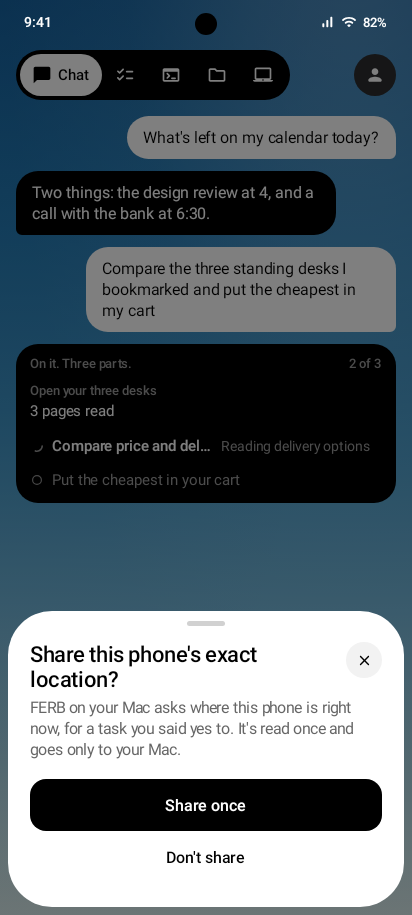 9:41
82%
Chat
What's left on my calendar today?
Two things: the design review at 4, and a
call with the bank at 6:30.
Compare the three standing desks I
bookmarked and put the cheapest in
my cart
On it. Three parts.
2 of 3
Open your three desks
3 pages read
Compare price and del...
Reading delivery options
Put the cheapest in your cart
Share this phone's exact
location?
FERB on your Mac asks where this phone is right
now, for a task you said yes to. It's read once and
goes only to your Mac.
Share once
Don't share